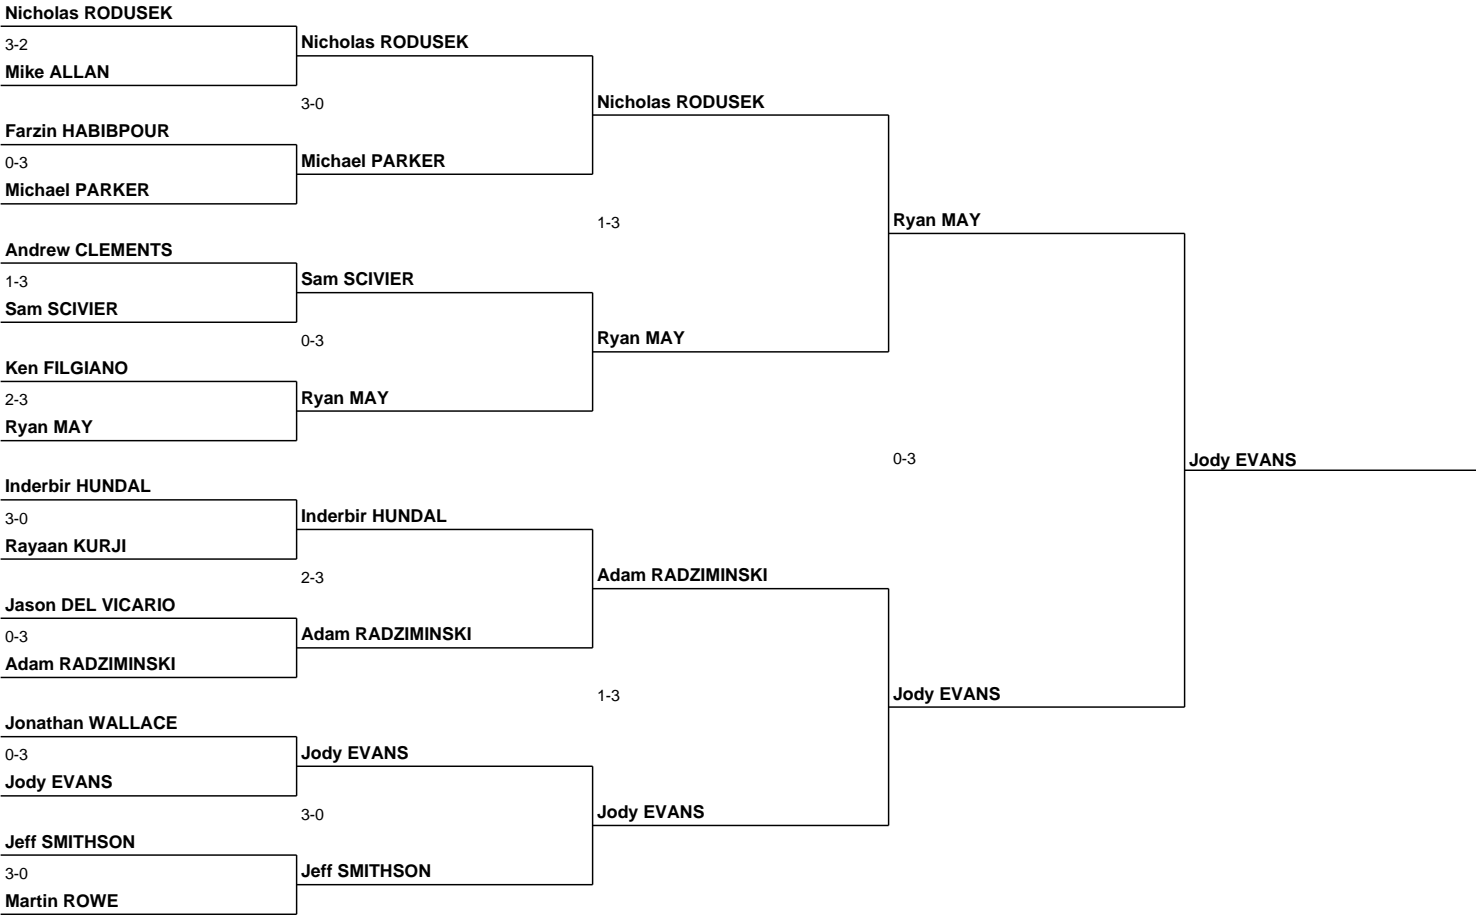 Nicholas RODUSEK
3-2
Mike ALLAN
Farzin HABIBPOUR
0-3
Michael PARKER
Andrew CLEMENTS
1-3
Sam SCIVIER
Ken FILGIANO
2-3
Ryan MAY
Inderbir HUNDAL
3-0
Rayaan KURJI
Jason DEL VICARIO
0-3
Adam RADZIMINSKI
Jonathan WALLACE
0-3
Jody EVANS
Jeff SMITHSON
3-0
Martin ROWE
Nicholas RODUSEK
3-0
Michael PARKER
Sam SCIVIER
0-3
Ryan MAY
Inderbir HUNDAL
2-3
Adam RADZIMINSKI
Jody EVANS
3-0
Jeff SMITHSON
Nicholas RODUSEK
1-3
Ryan MAY
Adam RADZIMINSKI
1-3
Jody EVANS
Ryan MAY
0-3
Jody EVANS
Jody EVANS